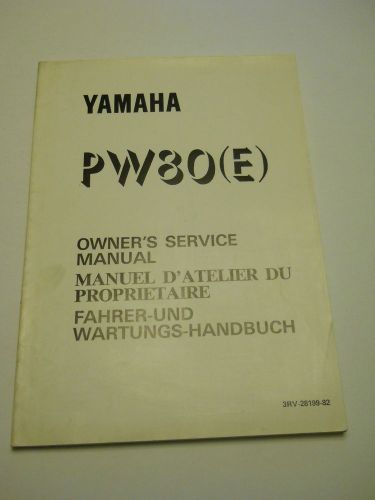 YAMAHA
PW80(E)
OWNER'S SERVICE
MANUAL
MANUEL D'ATELIER DU
PROPRIETAIRE
FAHRER-UND
WARTUNGS-HANDBUCH
3RV-28199-82